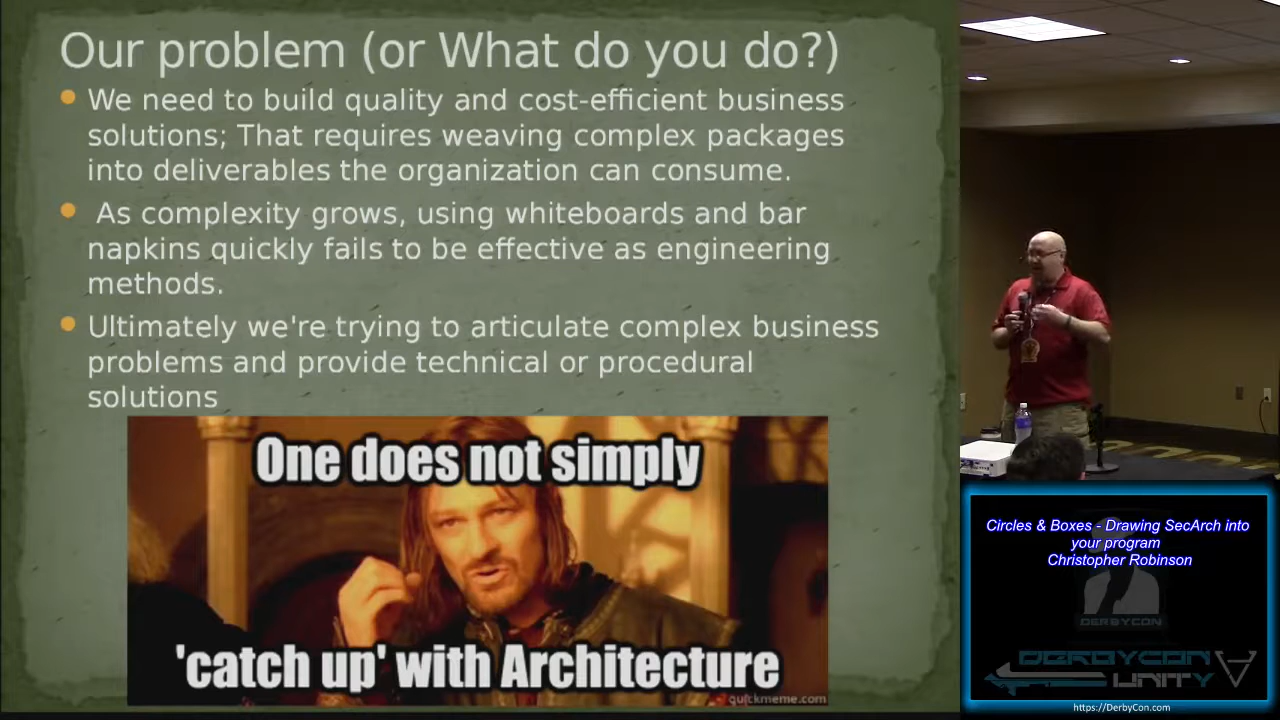 Our problem (or What do you do?)
We need to build quality and cost-efficient business
solutions; That requires weaving complex packages
into deliverables the organization can consume.
As complexity grows, using whiteboards and bar
napkins quickly fails to be effective as engineering
methods.
Ultimately we're trying to articulate complex business
problems and provide technical or procedural
solutions
One does not simply
'catch up' with Architecture
quickmeme.com
Circles & Boxes - Drawing SecArch into
your program
Christopher Robinson
DERBYCON
DERBYCON
UNITY
https://DerbyCon.com